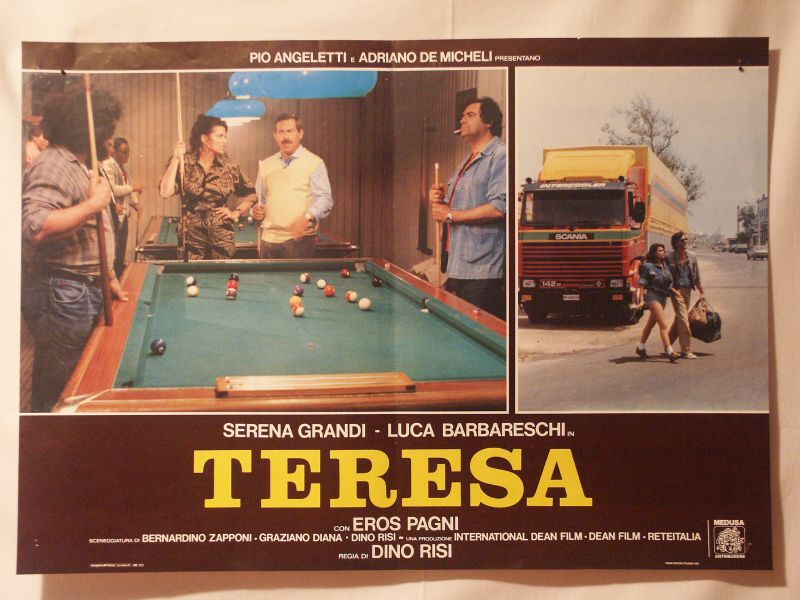 PIO ANGELETTI E ADRIANO DE MICHELI PRESENTANO
INTERCOOLER
SCANIA
142 M
SERENA GRANDI - LUCA BARBARESCHI IN
TERESA
CON EROS PAGNI
SCENEGGIATURA DI BERNARDINO ZAPPONI - GRAZIANO DIANA - DINO RISI - UNA PRODUZIONE INTERNATIONAL DEAN FILM - DEAN FILM - RETEITALIA
REGIA DI DINO RISI
MEDUSA
DISTRIBUZIONE